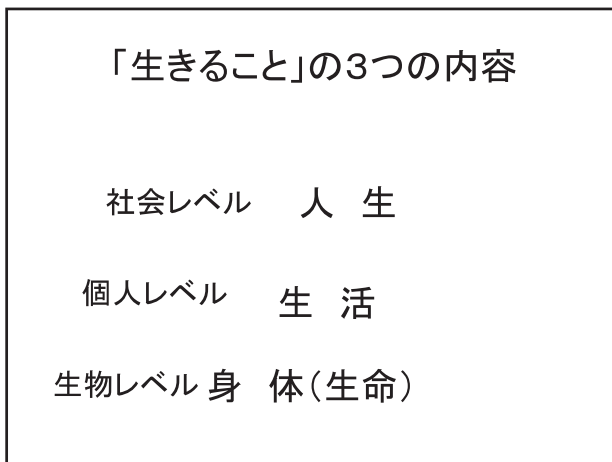 「生きること」の3つの内容
社会レベル 人 生
個人レベル 生 活
生物レベル 身 体(生命)